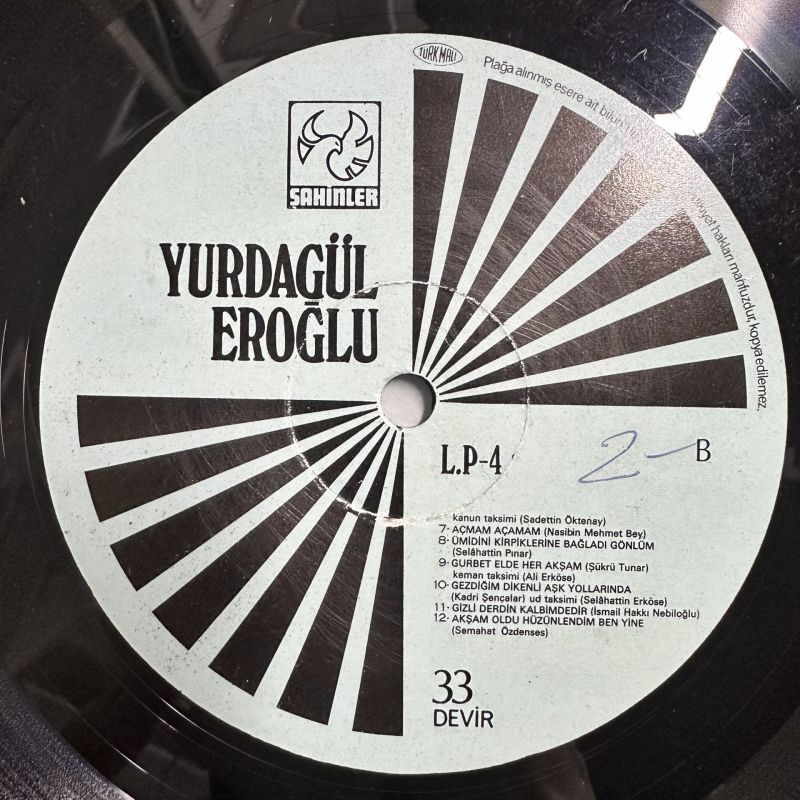 TÜRK MALI
Plağa alınmış esere ait bilun
hakları mahfuzdur, kopya edilemez.
ŞAHİNLER
YURDAGÜL
EROĞLU
L.P-4
2
B
kanun taksimi (Sadettin Öktenay)
7- AÇMAM AÇAMAM (Nasibin Mehmet Bey)
8- ÜMİDİNİ KİRPİKLERİNE BAĞLADI GÖNLÜM
(Selâhattin Pınar)
9- GURBET ELDE HER AKŞAM (Şükrü Tunar)
keman taksimi (Ali Erköse)
10- GEZDİĞİM DİKENLİ AŞK YOLLARINDA
(Kadri Şençalar) ud taksimi (Selâhattin Erköse)
11- GİZLİ DERDİN KALBİMDEDİR (İsmail Hakkı Nebiloğlu)
12- AKŞAM OLDU HÜZÜNLENDİM BEN YİNE
(Semahat Özdenses)
33
DEVİR